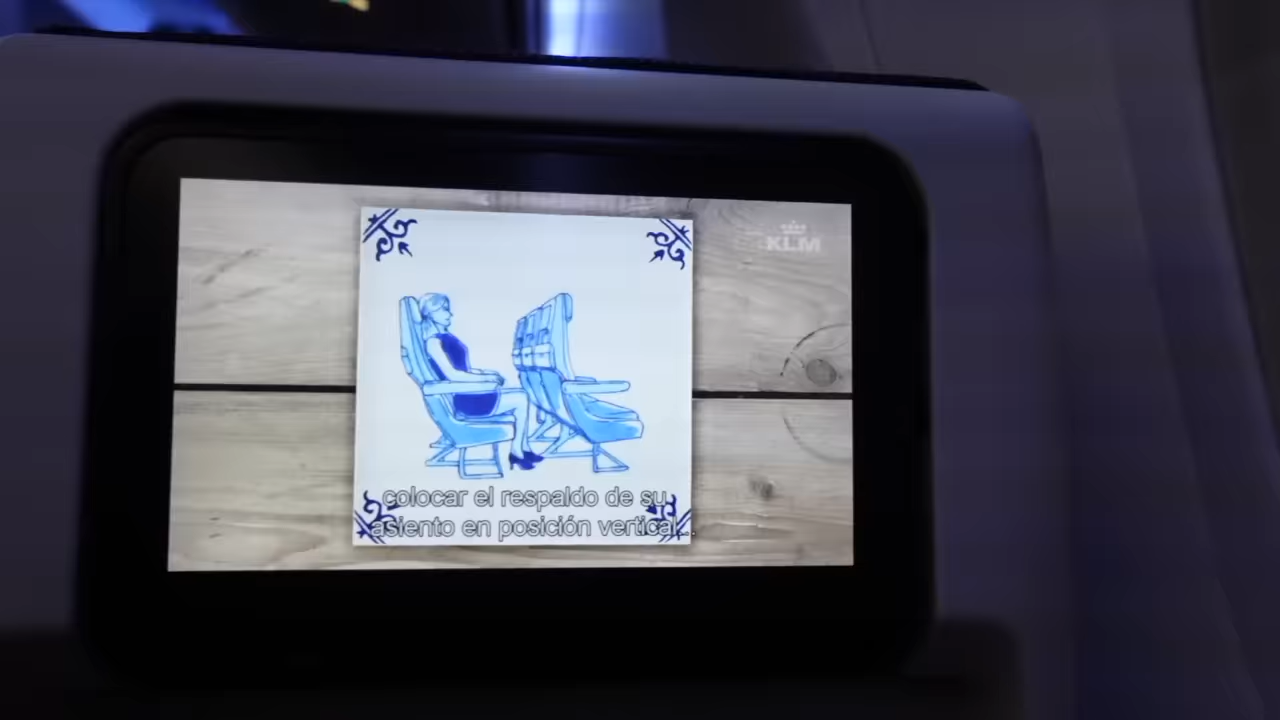 KLM
colocar el respaldo de su
asiento en posición vertical...